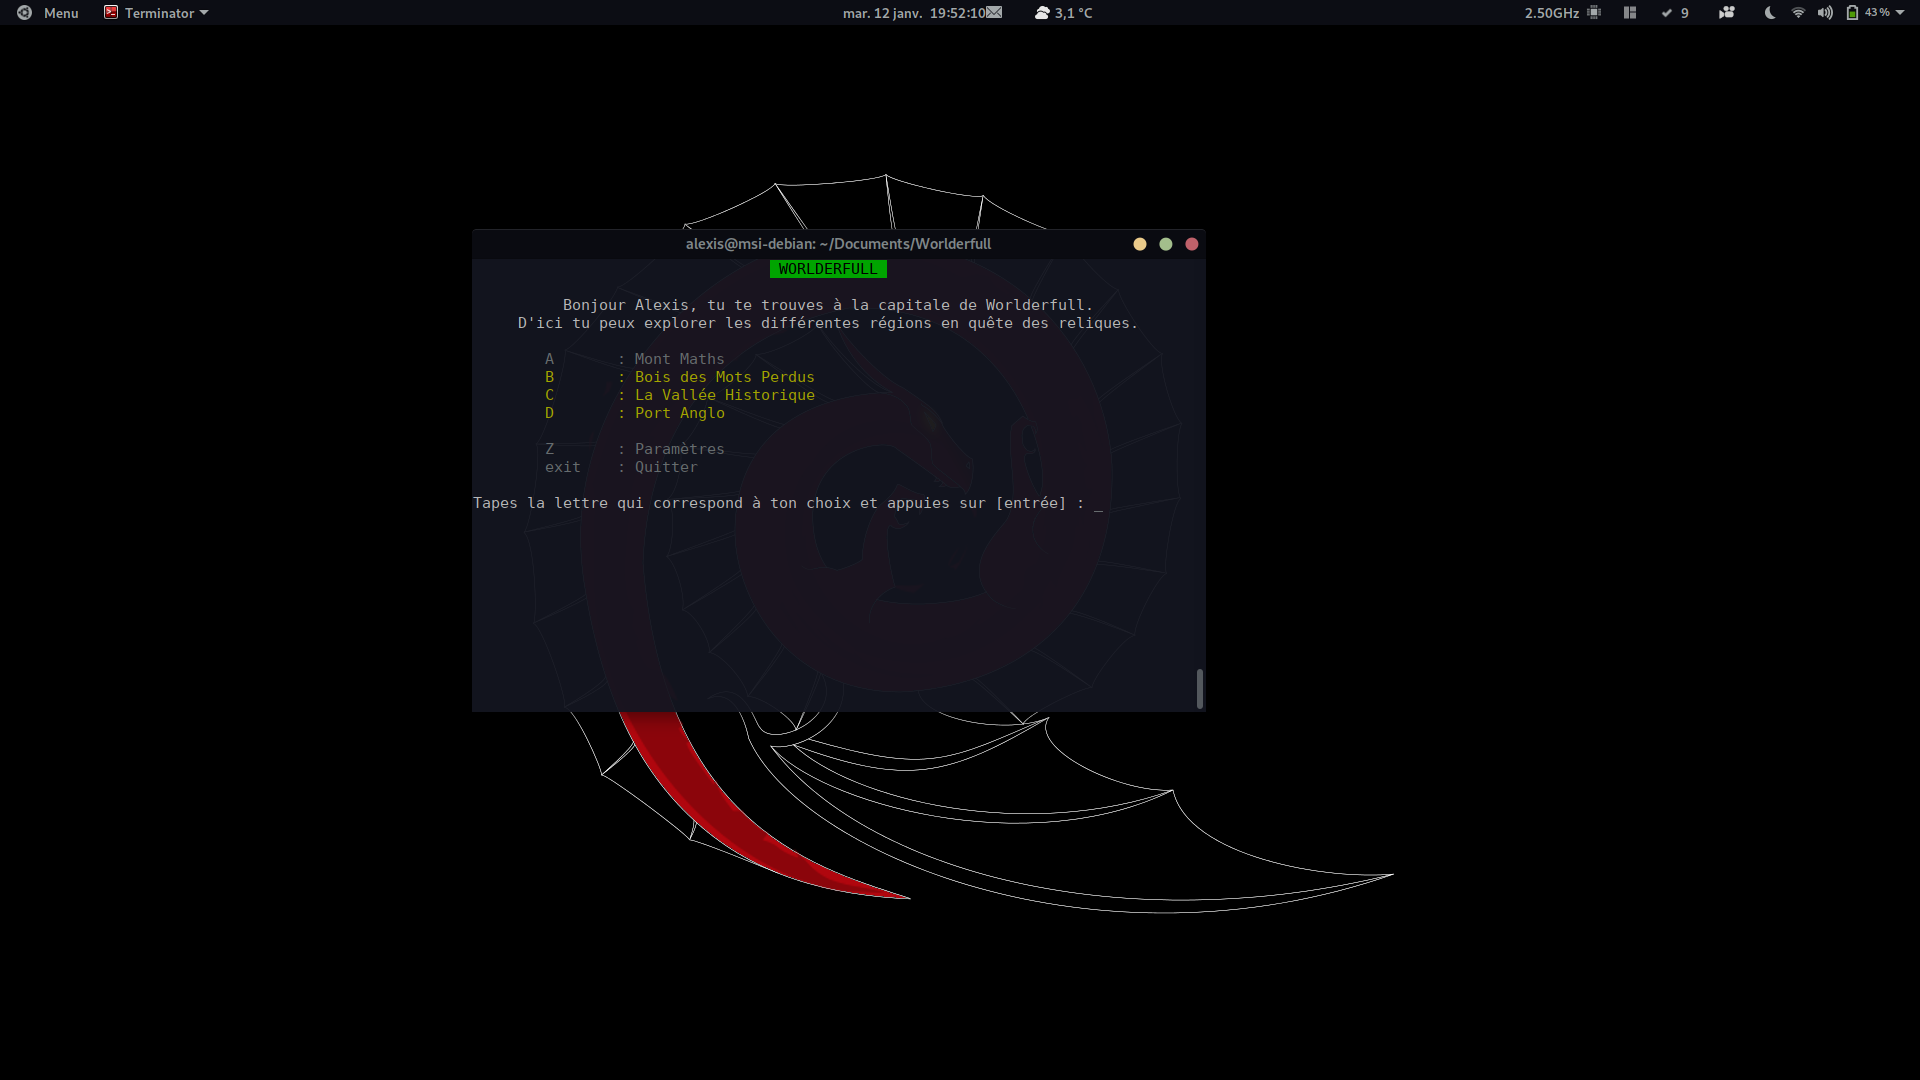 Menu Terminator mar. 12 janv. 19:52:10 3,1 °C 2.50GHz 9 43 %
alexis@msi-debian: ~/Documents/Worlderfull
WORLDERFULL
Bonjour Alexis, tu te trouves à la capitale de Worlderfull.
D'ici tu peux explorer les différentes régions en quête des reliques.
A : Mont Maths
B : Bois des Mots Perdus
C : La Vallée Historique
D : Port Anglo
Z : Paramètres
exit : Quitter
Tapes la lettre qui correspond à ton choix et appuies sur [entrée] : _